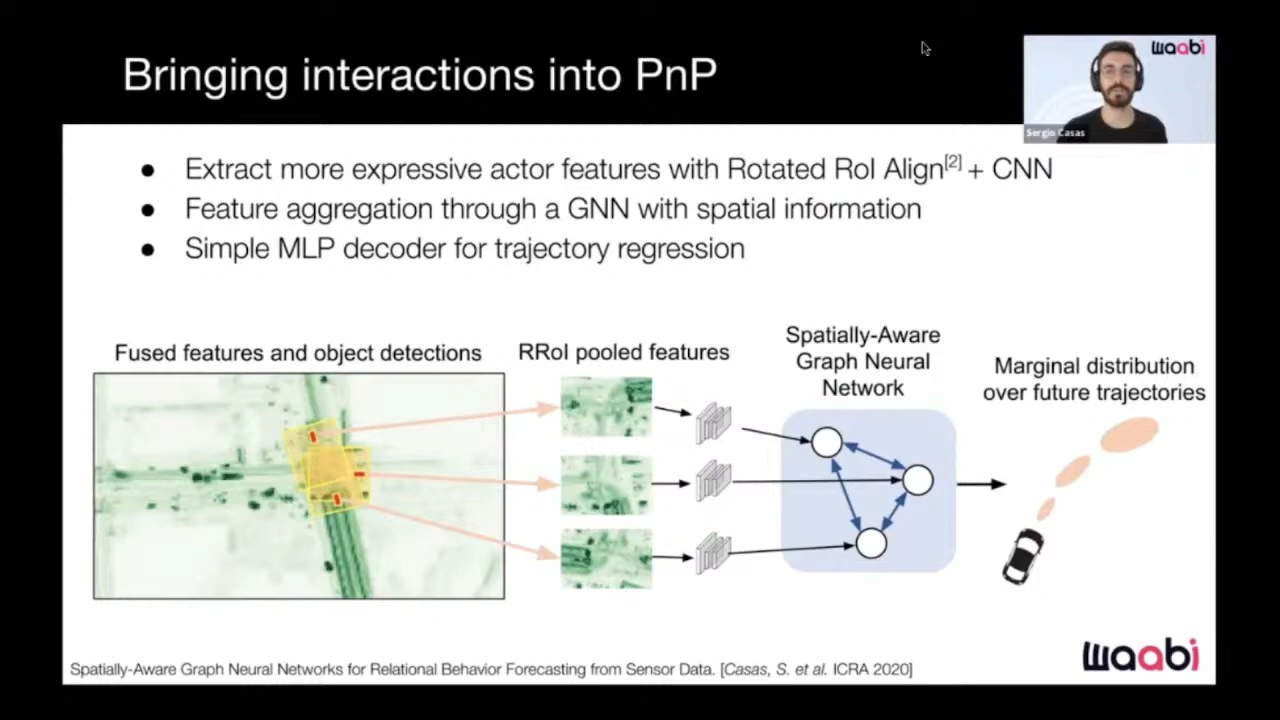 Bringing interactions into PnP
waabi
Sergio Casas
● Extract more expressive actor features with Rotated RoI Align[2] + CNN
● Feature aggregation through a GNN with spatial information
● Simple MLP decoder for trajectory regression
Fused features and object detections
RRoI pooled features
Spatially-Aware
Graph Neural
Network
Marginal distribution
over future trajectories
waabi
Spatially-Aware Graph Neural Networks for Relational Behavior Forecasting from Sensor Data. [Casas, S. et al. ICRA 2020]